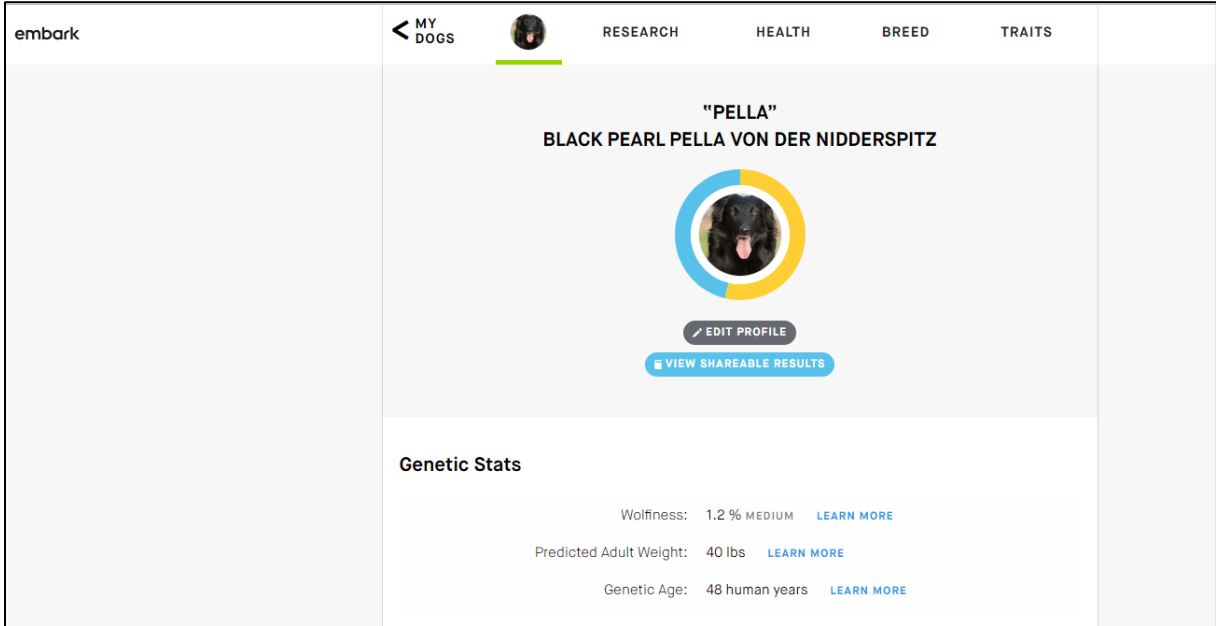 embark
< MY DOGS
RESEARCH
HEALTH
BREED
TRAITS
“PELLA”
BLACK PEARL PELLA VON DER NIDDERSPITZ
EDIT PROFILE
VIEW SHAREABLE RESULTS
Genetic Stats
Wolfiness: 1.2 % MEDIUM LEARN MORE
Predicted Adult Weight: 40 lbs LEARN MORE
Genetic Age: 48 human years LEARN MORE